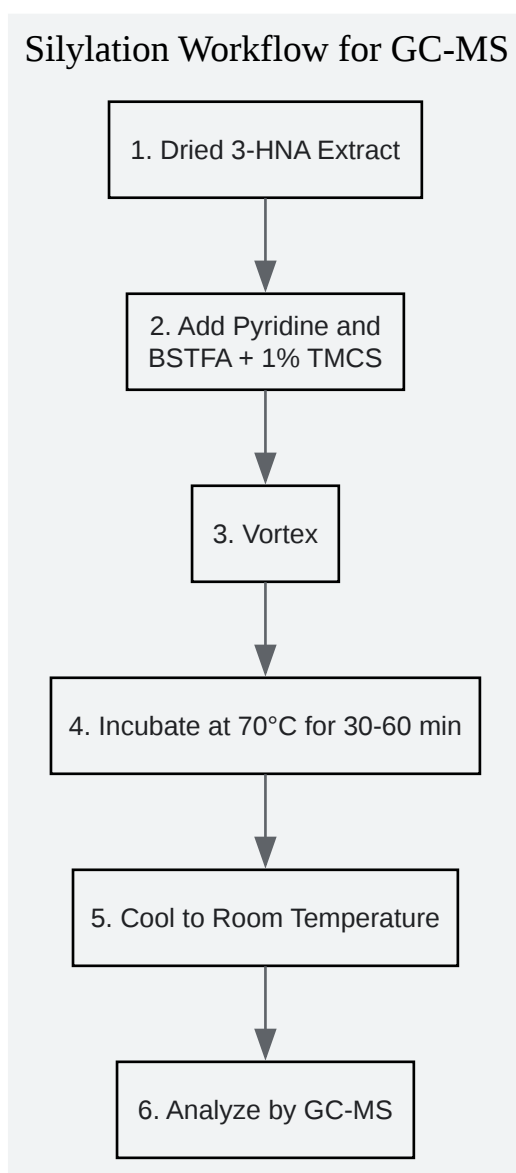 Silylation Workflow for GC-MS
1. Dried 3-HNA Extract
2. Add Pyridine and
BSTFA + 1% TMCS
3. Vortex
4. Incubate at 70°C for 30-60 min
5. Cool to Room Temperature
6. Analyze by GC-MS